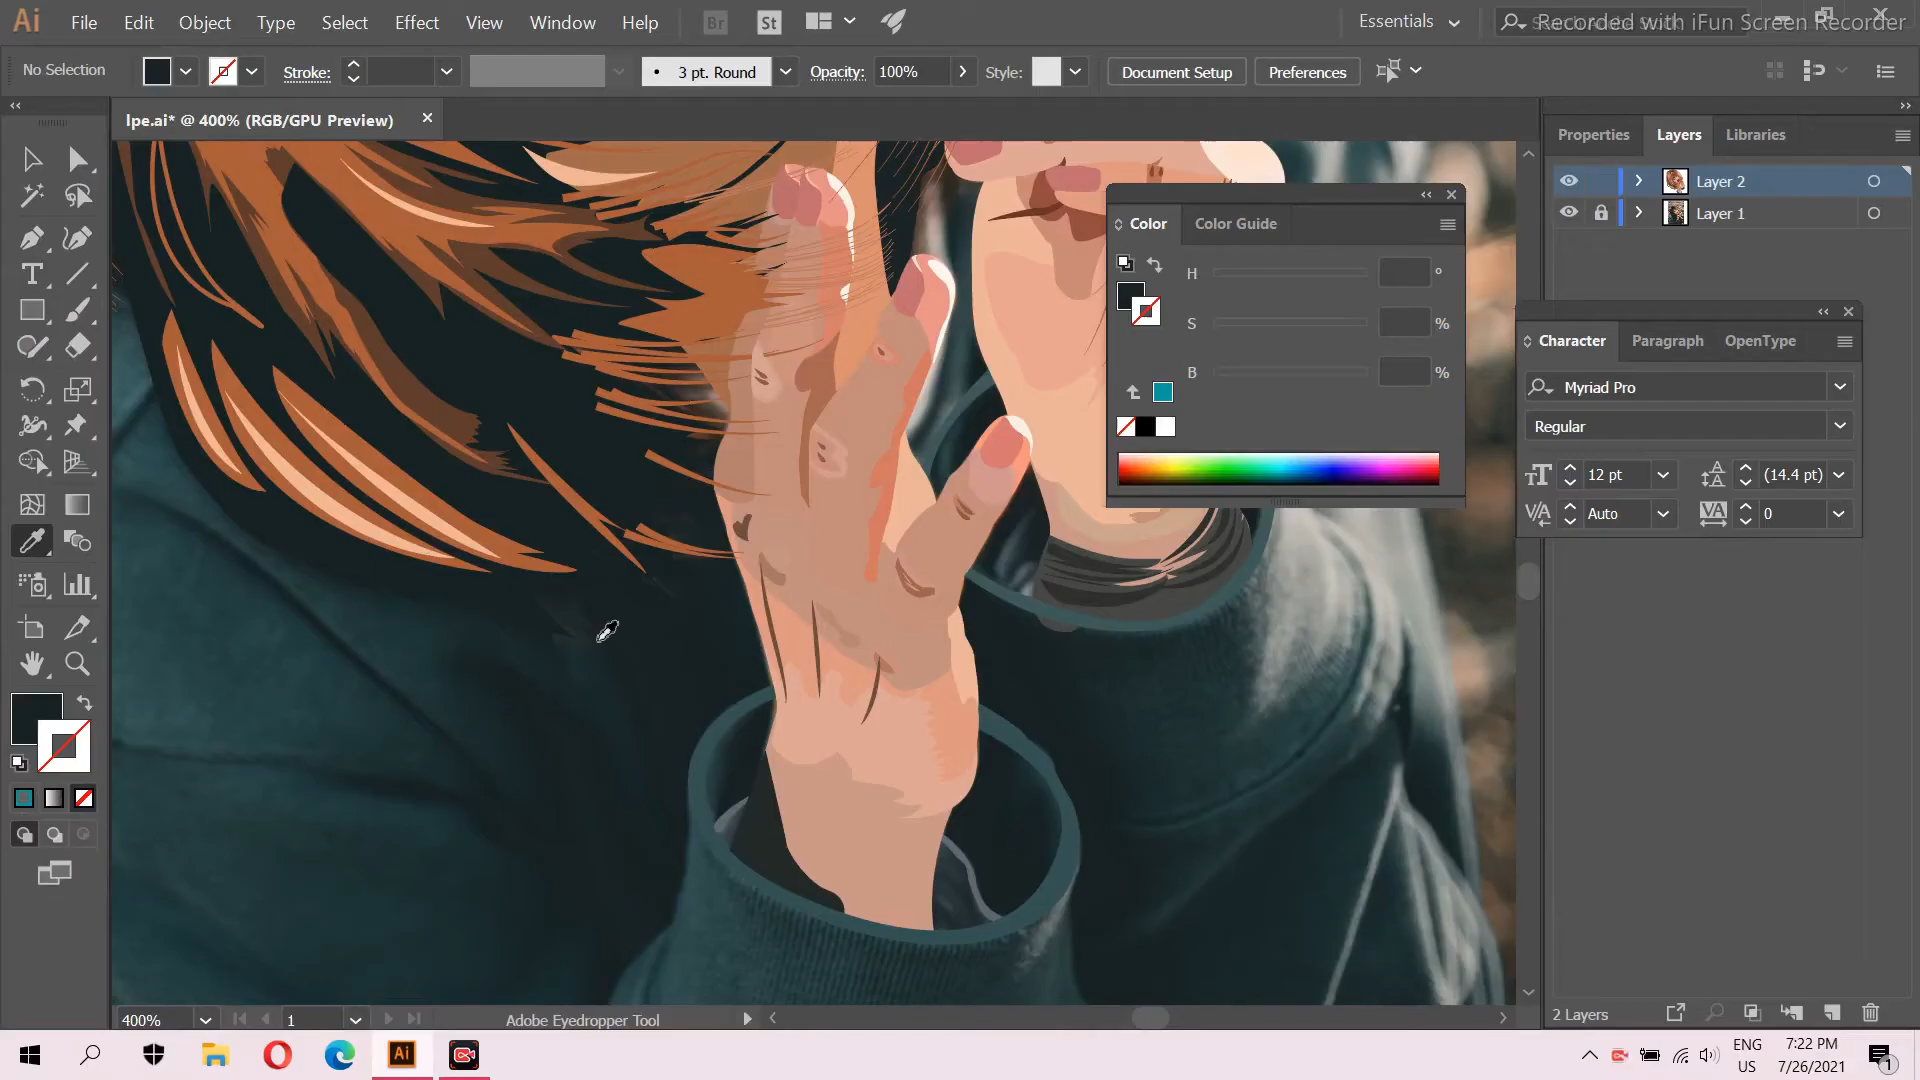 Ai File Edit Object Type Select Effect View Window Help Br St Essentials
Recorded with iFun Screen Recorder
No Selection Stroke: 3 pt. Round Opacity: 100% Style: Document Setup Preferences
Ipe.ai* @ 400% (RGB/GPU Preview)
Properties Layers Libraries
Layer 2
Layer 1
Color Color Guide
H °
S %
B %
Character Paragraph OpenType
Myriad Pro
Regular
12 pt (14.4 pt)
Auto 0
400% 1 Adobe Eyedropper Tool
2 Layers
Ai
ENG
US
7:22 PM
7/26/2021
1